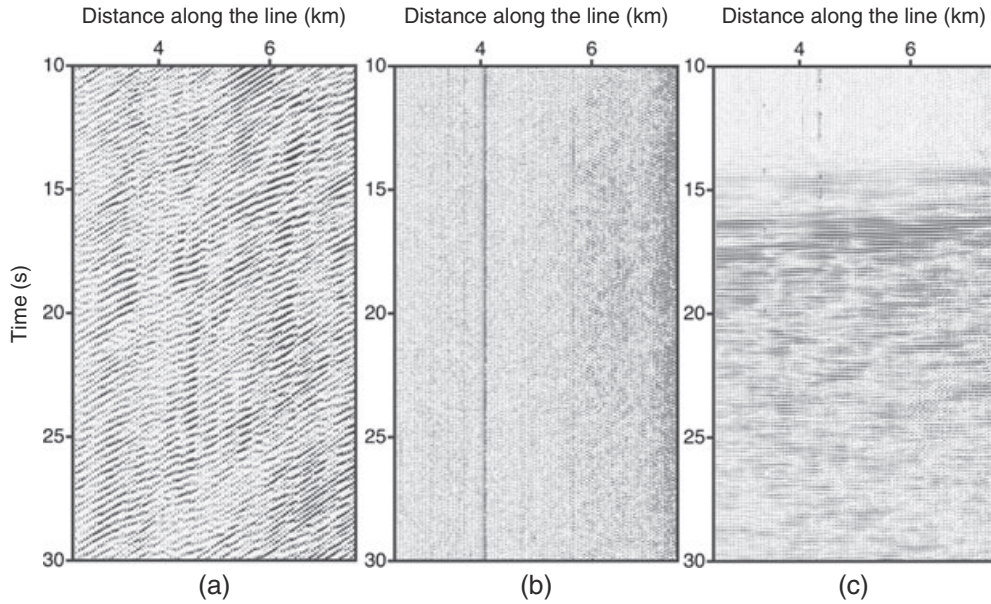 Distance along the line (km) Distance along the line (km) Distance along the line (km)
4 6 4 6 4 6
10 10 10
15 15 15
Time (s)
20 20 20
25 25 25
30 30 30
(a) (b) (c)